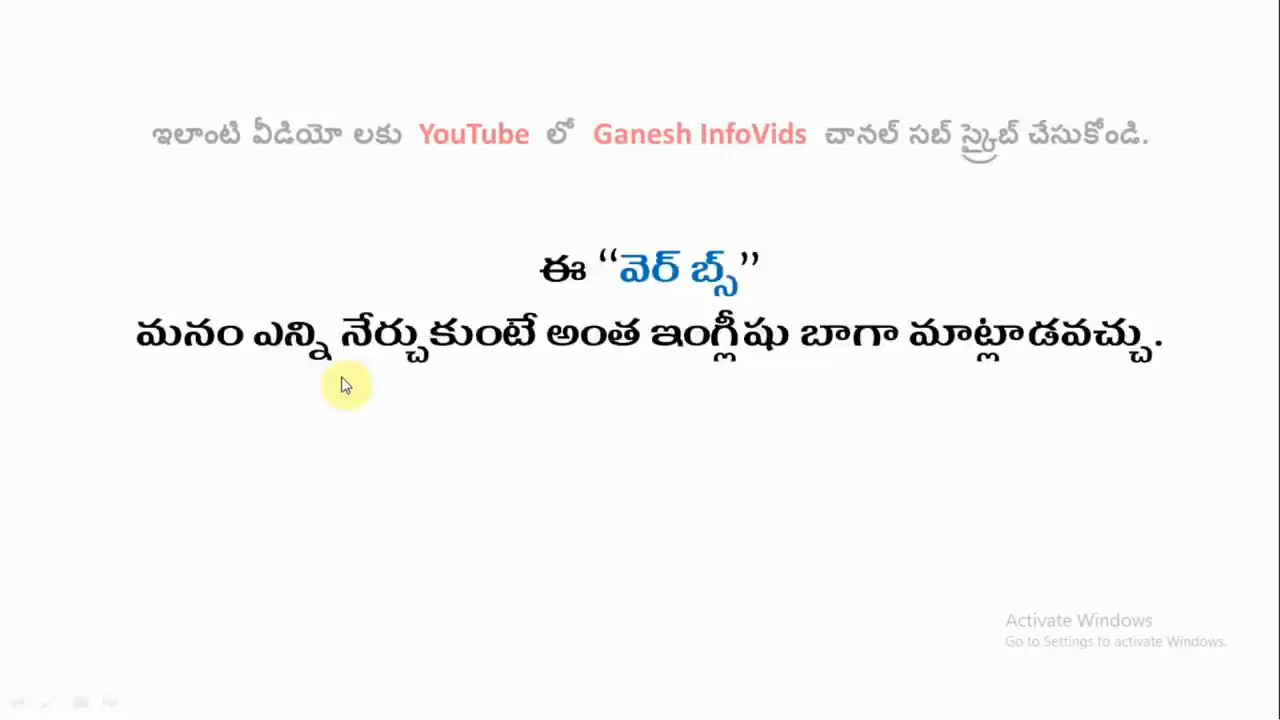 ఇలాంటి వీడియో లకు YouTube లో Ganesh InfoVids చానల్ సబ్ స్క్రైబ్ చేసుకోండి.
ఈ “వెర్ బ్స్”
మనం ఎన్ని నేర్చుకుంటే అంత ఇంగ్లీషు బాగా మాట్లాడవచ్చు.
Activate Windows
Go to Settings to activate Windows.